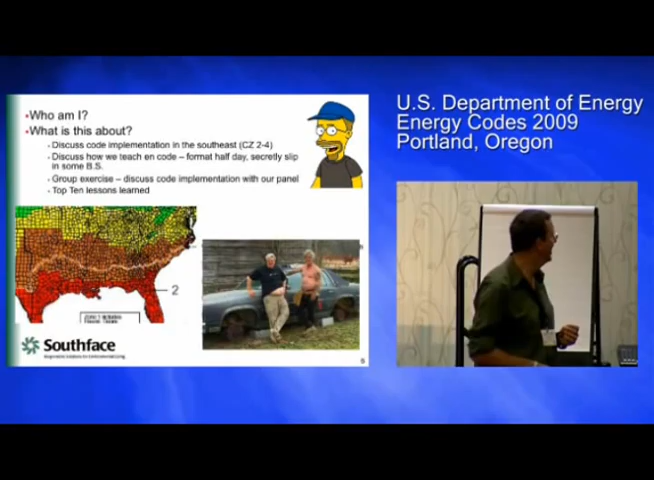 •Who am I?
•What is this about?
•Discuss code implementation in the southeast (CZ 2-4)
•Discuss how we teach en code – format half day, secretly slip
in some B.S.
•Group exercise – discuss code implementation with our panel
•Top Ten lessons learned
2
Southface
6
U.S. Department of Energy
Energy Codes 2009
Portland, Oregon